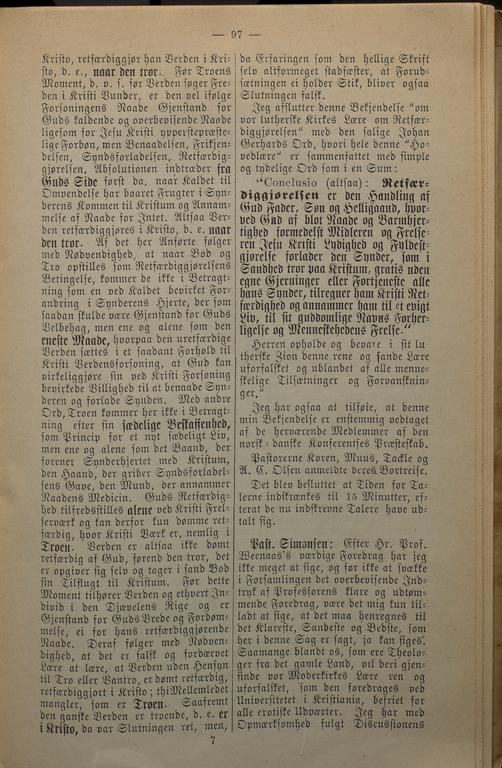 — 97 —
Kristo, retfærdiggjør han Verden i Kri-
sto, d. e., naar den tror. Før Troens
Moment, d. v. s. før Verden søger Fre-
den i Kristi Vunder, er den vel ifølge
Forsoningens Naade Gjenstand for
Guds kaldende og overbevisende Naade
ligesom for Jesu Kristi ypperstepræste-
lige Forbøn, men Benaadelsen, Frikjen-
delsen, Syndsforladelsen, Retfærdig-
gjørelsen, Absolutionen indtræder fra
Guds Side først da, naar Kaldet til
Omvendelse har baaret Frugter i Syn-
derens Kommen til Kristum og Annam-
melse af Naade for Intet. Altsaa Ver-
den retfærdiggjøres i Kristo, d. e. naar
den tror. Af det her Anførte følger
med Nødvendighed, at naar Bod og
Tro opstilles som Retfærdiggjørelsens
Betingelse, kommer de ikke i Betragt-
ning som en ved Kaldet bevirket For-
andring i Synderens Hjerte, der som
saadan skulde være Gjenstand for Guds
Velbehag, men ene og alene som den
eneste Maade, hvorpaa den uretfærdige
Verden sættes i et saadant Forhold til
Kristi Verdensforsoning, at Gud kan
virkeliggjøre sin ved Kristi Forsoning
bevirkede Villighed til at benaade Syn-
deren og forlade Synden. Med andre
Ord, Troen kommer her ikke i Betragt-
ning efter sin sædelige Beskaffenhed,
som Princip for et nyt sædeligt Liv,
men ene og alene som det Baand, der
forener Synderhjertet med Kristum,
den Haand, der griber Syndsforladel-
sens Gave, den Mund, der annammer
Naadens Medicin. Guds Retfærdig-
hed tilfredsstilles alene ved Kristi Frel-
serværk og kan derfor kun dømme ret-
færdig, hvor Kristi Værk er, nemlig i
Troen. Verden er altsaa ikke dømt
retfærdig af Gud, førend den tror, det
er opgiver sig selv og tager i sand Bod
sin Tilflugt til Kristum. Før dette
Moment tilhører Verden og ethvert In-
divid i den Djævelens Rige og er
Gjenstand for Guds Vrede og Fordøm-
melse, ei for hans retfærdiggjørende
Naade. Deraf følger med Nødven-
dighed, at det er falsk og fordærvet
Lære at lære, at Verden uden Hensyn
til Tro eller Vantro, er dømt retfærdig,
retfærdiggjort i Kristo; thi Mellemledet
mangler, som er Troen. Saafremt
den ganske Verden er troende, d. e. er
i Kristo, da var Slutningen ret, men,
da Erfaringen som den hellige Skrift
selv altformeget stadfæster, at Forud-
sætningen ei holder Stik, bliver ogsaa
Slutningen falsk.
Jeg afslutter denne Bekjendelse "om
vor lutherske Kirkes Lære om Retfær-
diggjørelsen" med den salige Johan
Gerhards Ord, hvori hele denne "Ho-
vedlære" er sammenfattet med simple
og tydelige Ord som i en Sum:
"Conclusio (altsaa): Retfær-
diggjørelsen er den Handling af
Gud Fader, Søn og Helligaand, hvor-
ved Gud af blot Naade og Barmhjer-
tighed formedelst Midleren og Frelse-
ren Jesu Kristi Lydighed og Fyldest-
gjørelse forlader den Synder, som i
Sandhed tror paa Kristum, gratis uden
egne Gjerninger eller Fortjeneste alle
hans Synder, tilregner ham Kristi Ret-
færdighed og annammer ham til et evigt
Liv, til sit guddomlige Navns Forher-
ligelse og Menneskehedens Frelse."
Herren opholde og bevare i sit lu
therske Zion denne rene og sande Lære
uforfalsket og ublandet af alle menne-
skelige Tilsætninger og Forvanskin-
ger."
Jeg har ogsaa at tilføie, at denne
min Bekjendelse er enstemmig vedtaget
af de herværende Medlemmer af den
norsk-danske Konferentses Præsteskab.
Pastorerne Koren, Muus, Tackle og
A. C. Olsen anmeldte deres Bortreise.
Det blev besluttet at Tiden for Ta-
lerne indskrænkes til 15 Minutter, ef-
terat de nu indskrevne Talere have ud-
talt sig.
Past. Simonsen: Efter Hr. Prof.
Weenaas's værdige Foredrag har jeg
ikke meget at sige, og for ikke at svække
i Forsamlingen det overbevisende Ind-
tryk af Professorens klare og udtøm-
mende Foredrag, være det mig kun til-
ladt at sige, at det maa henregnes til
det Klareste, Sandeste og Bedste, som
her i denne Sag er sagt, ja kan siges.
Saamange blandt os, som ere Theolo-
ger fra det gamle Land, vil deri gjen-
finde vor Moderkirkes Lære ren og
uforfalsket, som den foredrages ved
Universitetet i Kristiania, befriet for
alle erotiske Udvæxter. Jeg har med
Opmærksomhed fulgt Discussionens
7